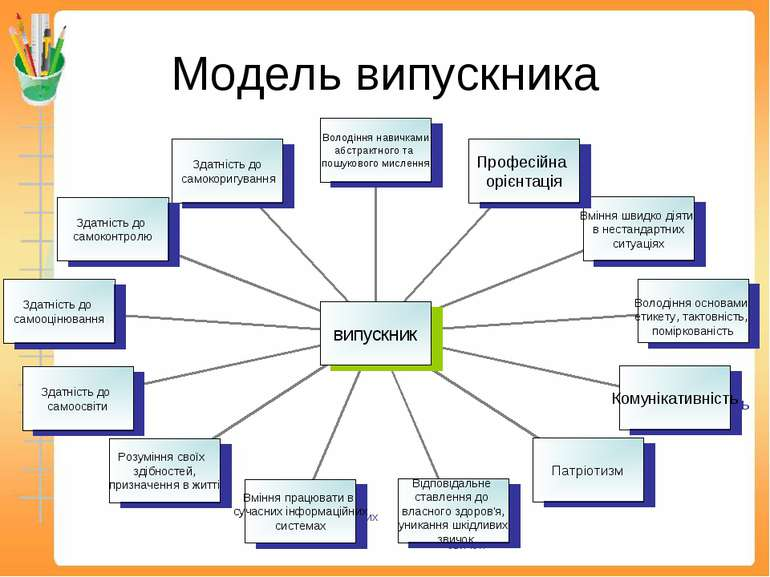 Модель випускника
Володіння навичками
абстрактного та
пошукового мислення
Професійна
орієнтація
Вміння швидко діяти
в нестандартних
ситуаціях
Володіння основами
етикету, тактовність,
поміркованість
Комунікативність
Патріотизм
Відповідальне
ставлення до
власного здоров'я,
уникання шкідливих
звичок
Вміння працювати в
сучасних інформаційних
системах
Розуміння своїх
здібностей,
призначення в житті
Здатність до
самоосвіти
Здатність до
самооцінювання
Здатність до
самоконтролю
Здатність до
самокоригування
випускник